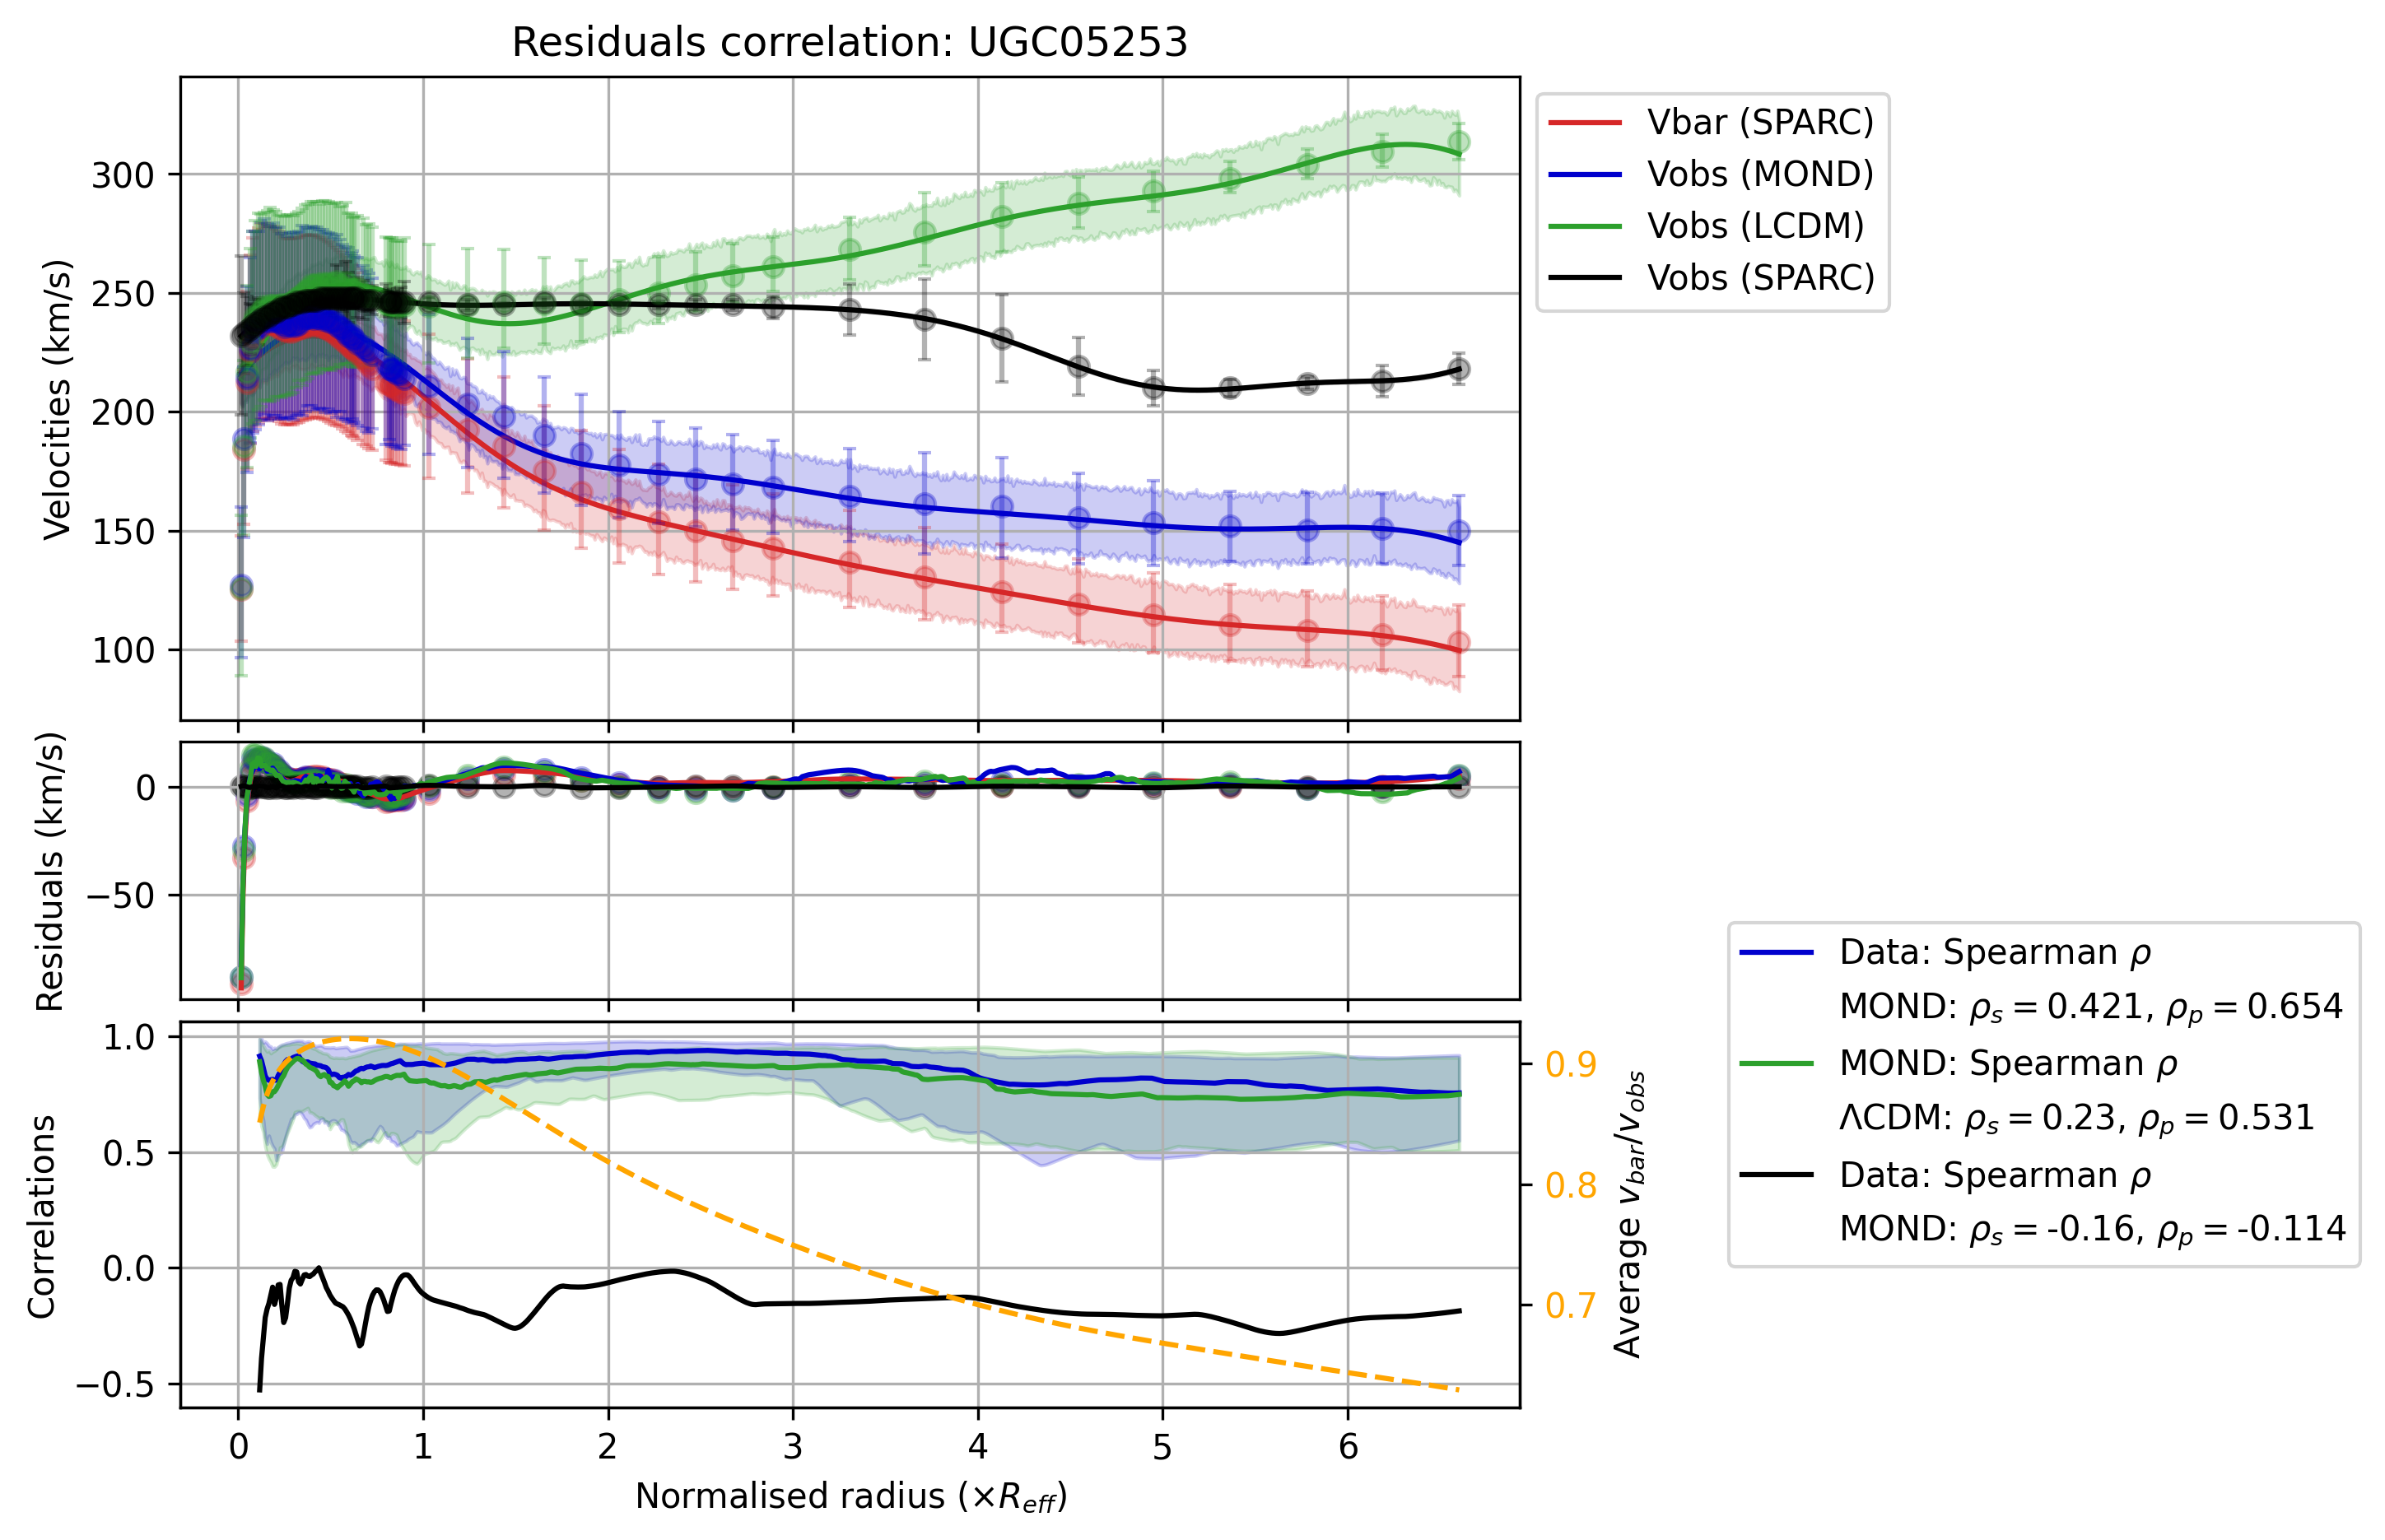 Residuals correlation: UGC05253
Velocities (km/s)
300
250
200
150
100
Vbar (SPARC)
Vobs (MOND)
Vobs (LCDM)
Vobs (SPARC)
Residuals (km/s)
0
−50
Correlations
1.0
0.5
0.0
−0.5
0.9
0.8
0.7
Average v_bar/v_obs
Data: Spearman ρ
MOND: ρ_s = 0.421, ρ_p = 0.654
MOND: Spearman ρ
ΛCDM: ρ_s = 0.23, ρ_p = 0.531
Data: Spearman ρ
MOND: ρ_s = -0.16, ρ_p = -0.114
0 1 2 3 4 5 6
Normalised radius (×R_eff)